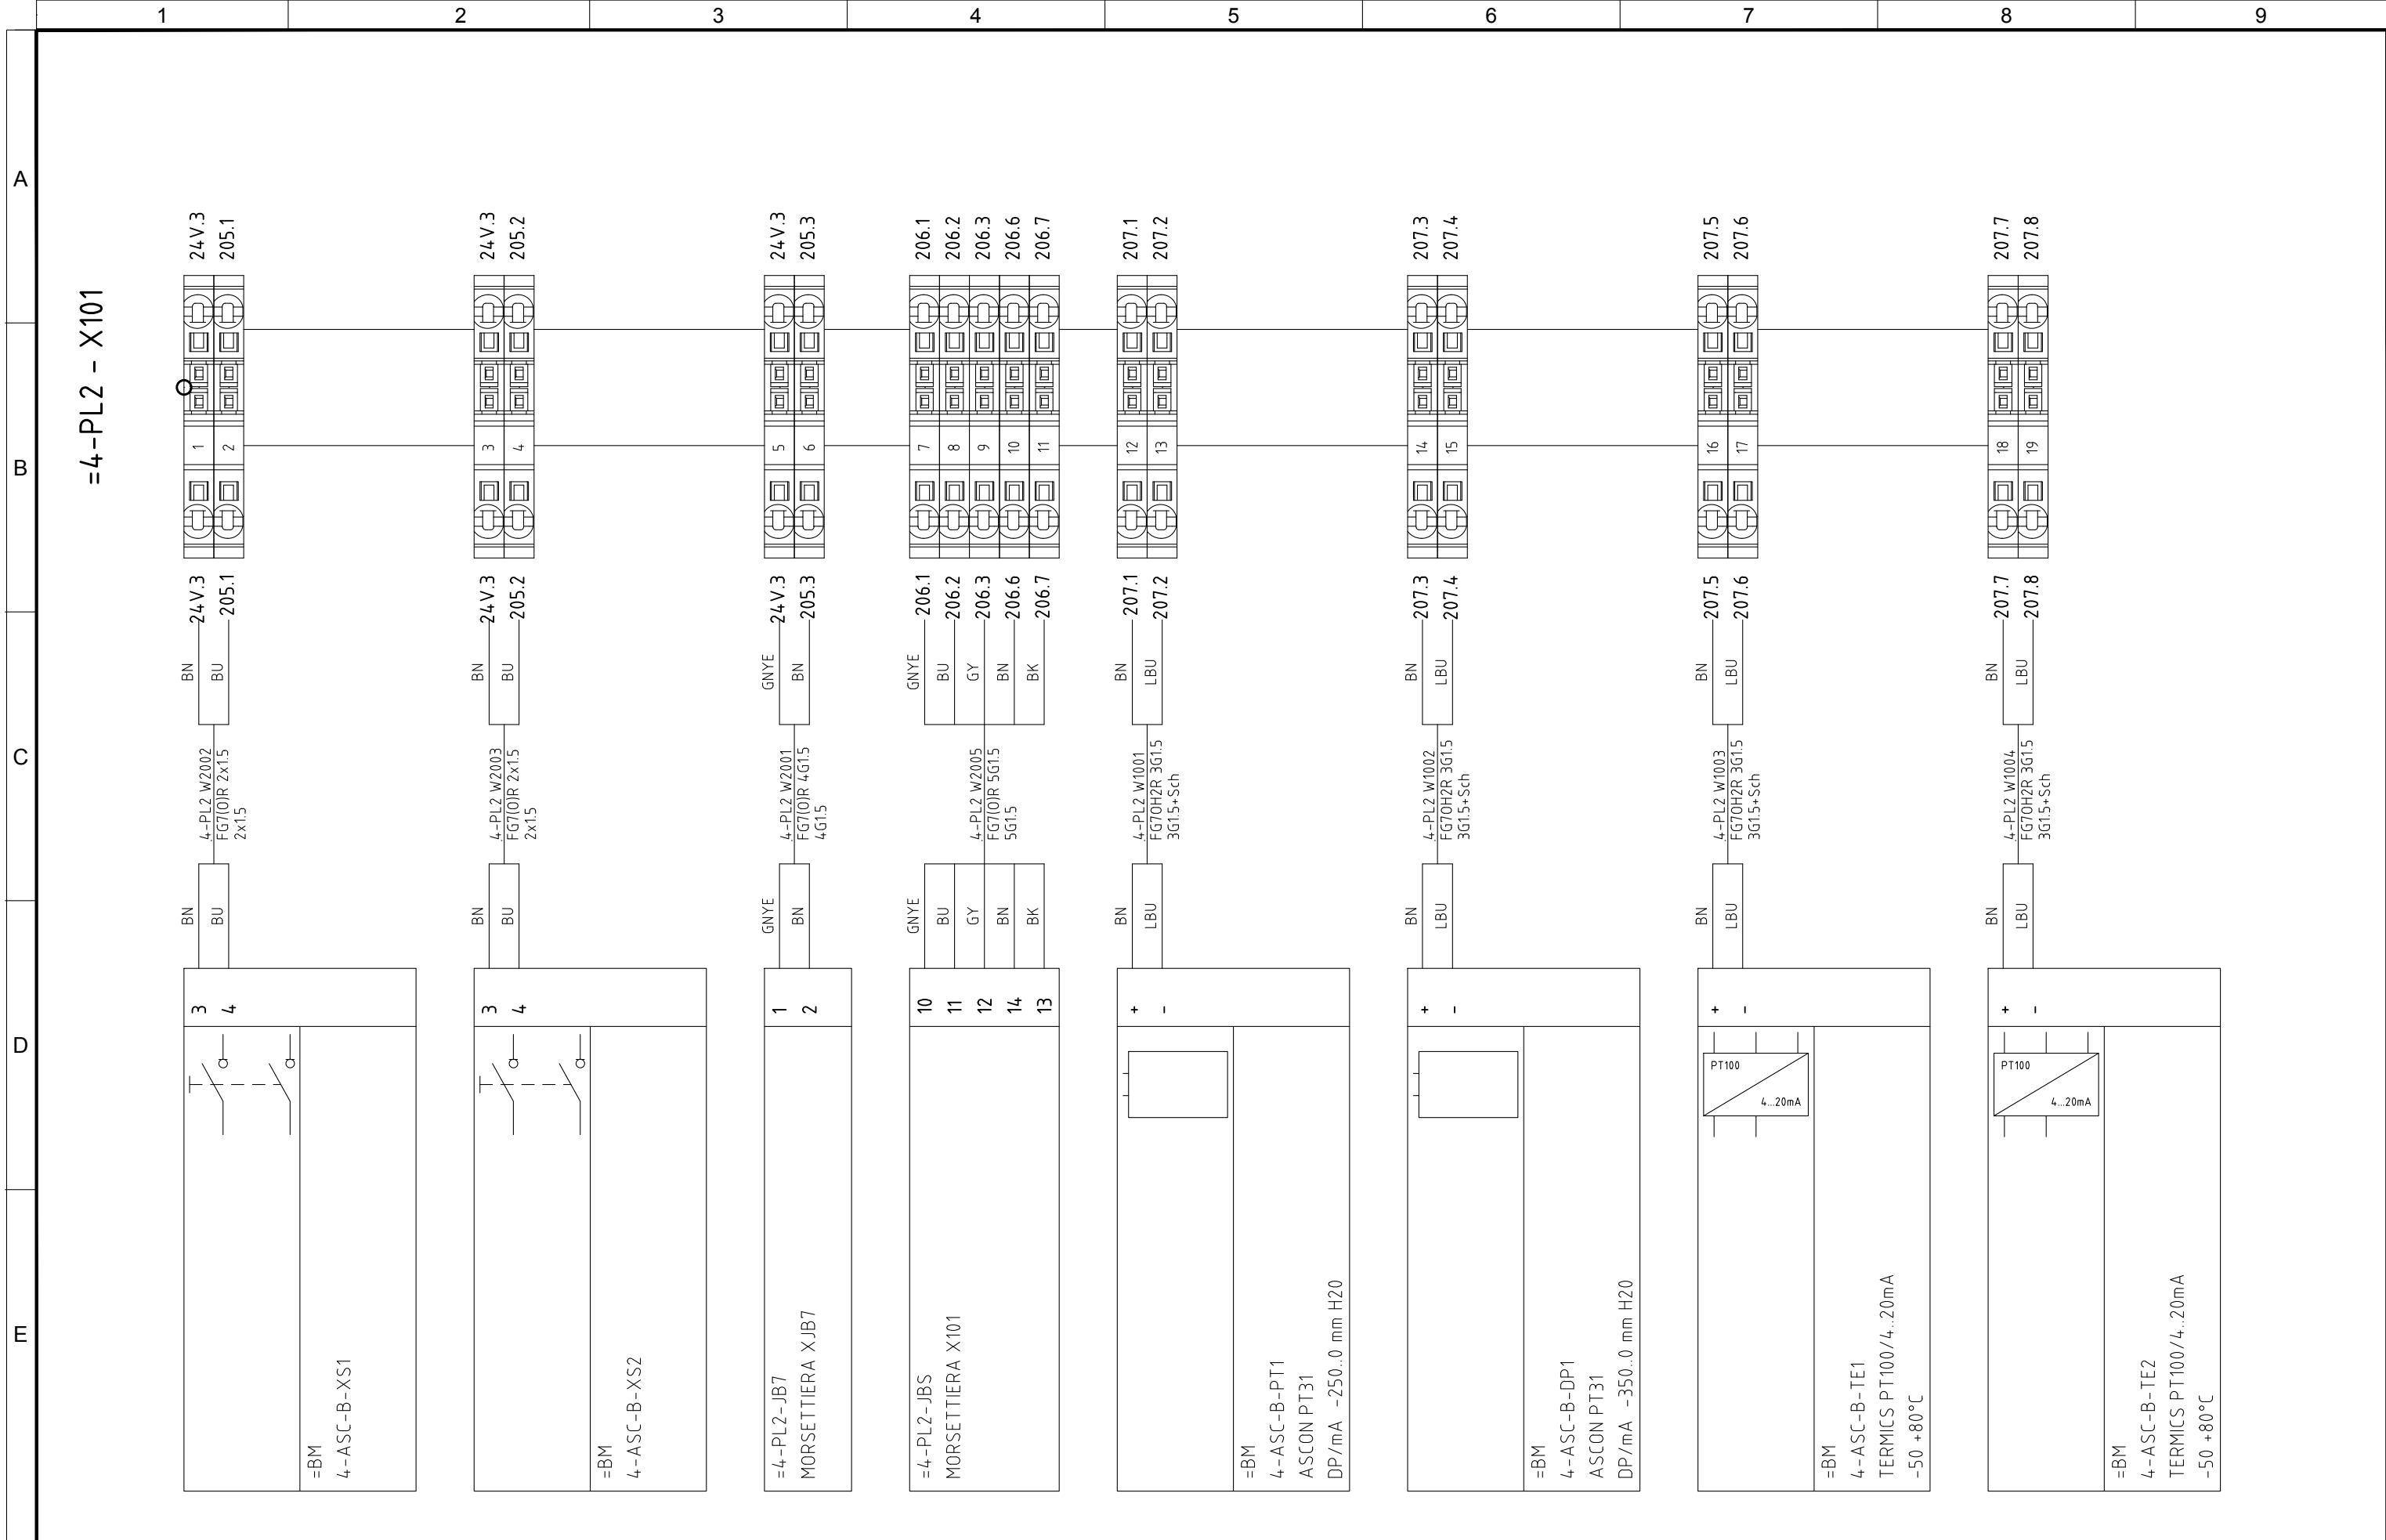 1 2 3 4 5 6 7 8 9
A
B
C
D
E
=4-PL2 - X101
24V.3 205.1 24V.3 205.2 24V.3 205.3 206.1 206.2 206.3 206.6 206.7 207.1 207.2 207.3 207.4 207.5 207.6 207.7 207.8
1 2 3 4 5 6 7 8 9 10 11 12 13 14 15 16 17 18 19
24V.3 205.1 24V.3 205.2 24V.3 205.3 206.1 206.2 206.3 206.6 206.7 207.1 207.2 207.3 207.4 207.5 207.6 207.7 207.8
BN BU BN BU GNYE BN GNYE BU GY BN BK BN LBU BN LBU BN LBU BN LBU
4-PL2 W2002
FG7(O)R 2x1.5
2x1.5
4-PL2 W2003
FG7(O)R 2x1.5
2x1.5
4-PL2 W2001
FG7(O)R 4G1.5
4G1.5
4-PL2 W2005
FG7(O)R 5G1.5
5G1.5
4-PL2 W1001
FG7OH2R 3G1.5
3G1.5+Sch
4-PL2 W1002
FG7OH2R 3G1.5
3G1.5+Sch
4-PL2 W1003
FG7OH2R 3G1.5
3G1.5+Sch
4-PL2 W1004
FG7OH2R 3G1.5
3G1.5+Sch
BN BU BN BU GNYE BN GNYE BU GY BN BK BN LBU BN LBU BN LBU BN LBU
3 4 3 4 1 2 10 11 12 14 13 + - + - + - + -
PT100
4...20mA
PT100
4...20mA
=BM
4-ASC-B-XS1
=BM
4-ASC-B-XS2
=4-PL2-JB7
MORSETTIERA XJB7
=4-PL2-JBS
MORSETTIERA X101
=BM
4-ASC-B-PT1
ASCON PT31
DP/mA -250..0 mm H20
=BM
4-ASC-B-DP1
ASCON PT31
DP/mA -350..0 mm H20
=BM
4-ASC-B-TE1
TERMICS PT100/4..20mA
-50 +80°C
=BM
4-ASC-B-TE2
TERMICS PT100/4..20mA
-50 +80°C